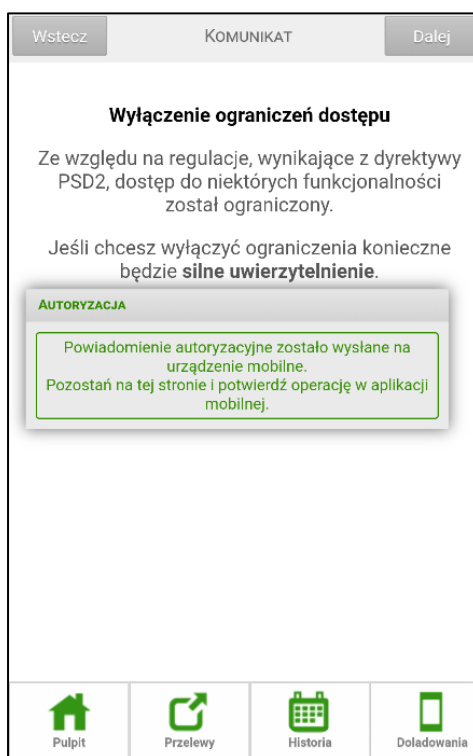 Wstecz
KOMUNIKAT
Dalej
Wyłączenie ograniczeń dostępu
Ze względu na regulacje, wynikające z dyrektywy
PSD2, dostęp do niektórych funkcjonalności
został ograniczony.
Jeśli chcesz wyłączyć ograniczenia konieczne
będzie silne uwierzytelnienie.
AUTORYZACJA
Powiadomienie autoryzacyjne zostało wysłane na
urządzenie mobilne.
Pozostań na tej stronie i potwierdź operację w aplikacji
mobilnej.
Pulpit
Przelewy
Historia
Doładowania